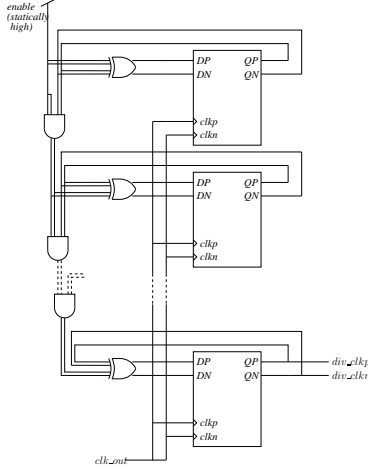 enable
(statically
high)
DP QP
DN QN
clkp
clkn
DP QP
DN QN
clkp
clkn
DP QP
DN QN
clkp
clkn
div_clkp
div_clkn
clk_out